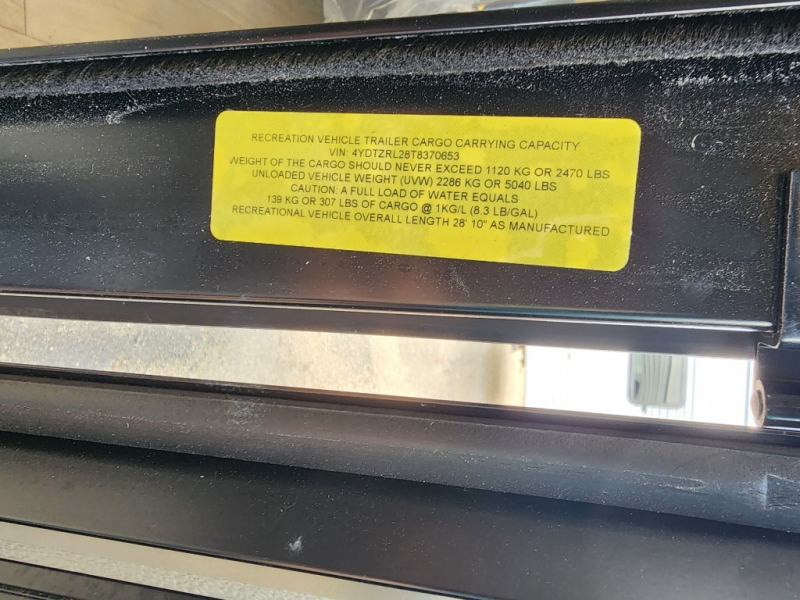 RECREATION VEHICLE TRAILER CARGO CARRYING CAPACITY
VIN: 4YDTZRL28T8370653
WEIGHT OF THE CARGO SHOULD NEVER EXCEED 1120 KG OR 2470 LBS
UNLOADED VEHICLE WEIGHT (UVW) 2286 KG OR 5040 LBS
CAUTION: A FULL LOAD OF WATER EQUALS
139 KG OR 307 LBS OF CARGO @ 1KG/L (8.3 LB/GAL)
RECREATIONAL VEHICLE OVERALL LENGTH 28' 10" AS MANUFACTURED